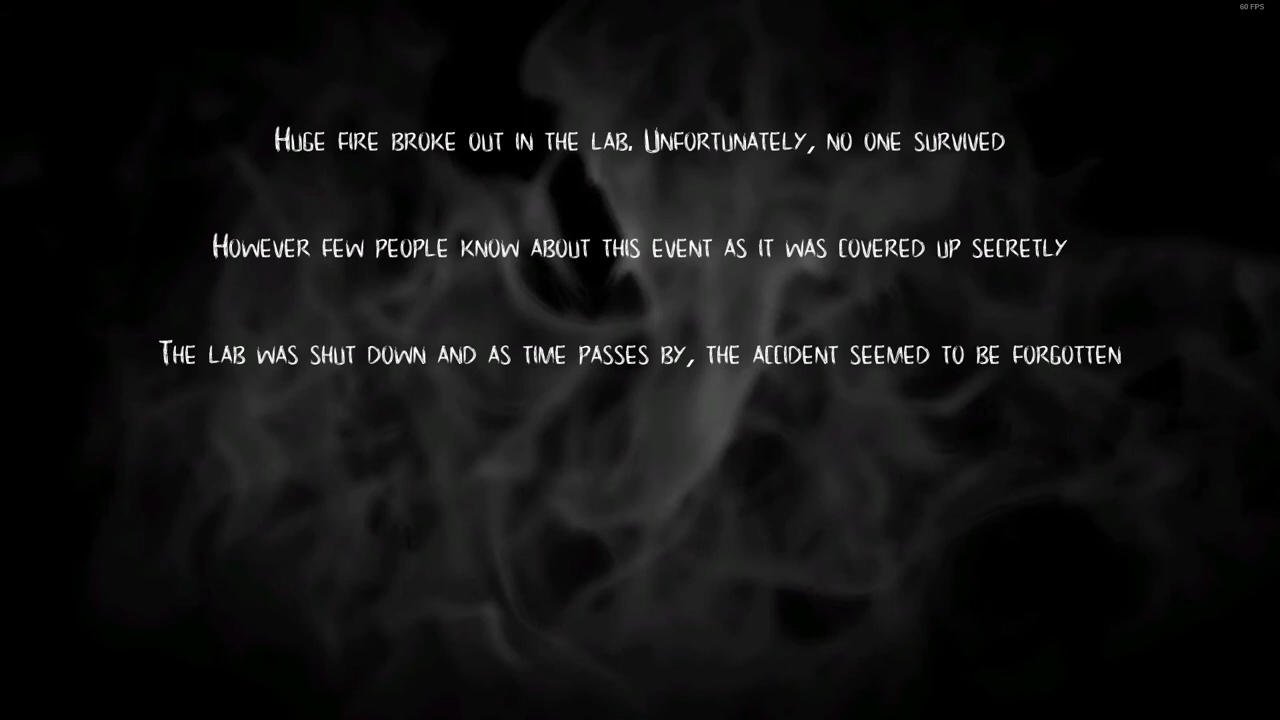 60 FPS
Huge fire broke out in the lab. Unfortunately, no one survived
However few people know about this event as it was covered up secretly
The lab was shut down and as time passes by, the accident seemed to be forgotten